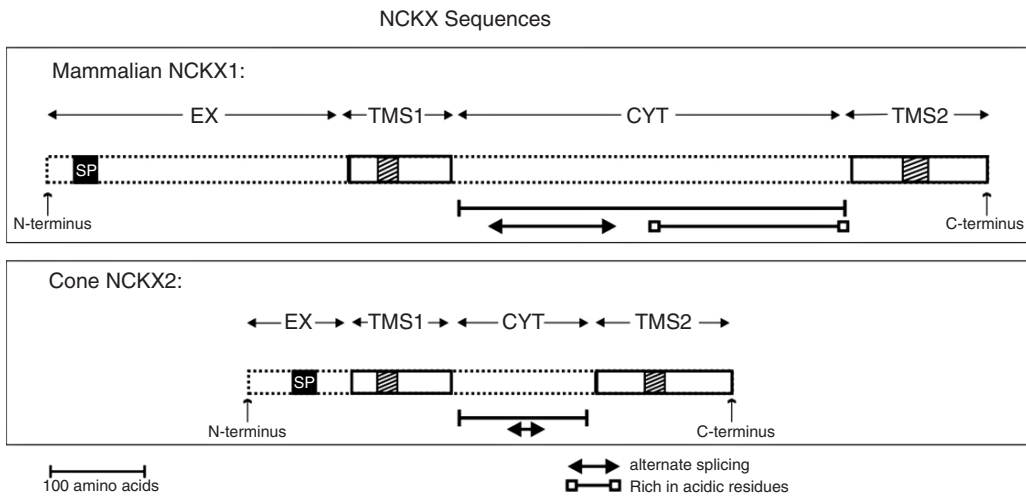 NCKX Sequences
Mammalian NCKX1:
EX TMS1 CYT TMS2
SP
N-terminus C-terminus
Cone NCKX2:
EX TMS1 CYT TMS2
SP
N-terminus C-terminus
100 amino acids
alternate splicing
Rich in acidic residues